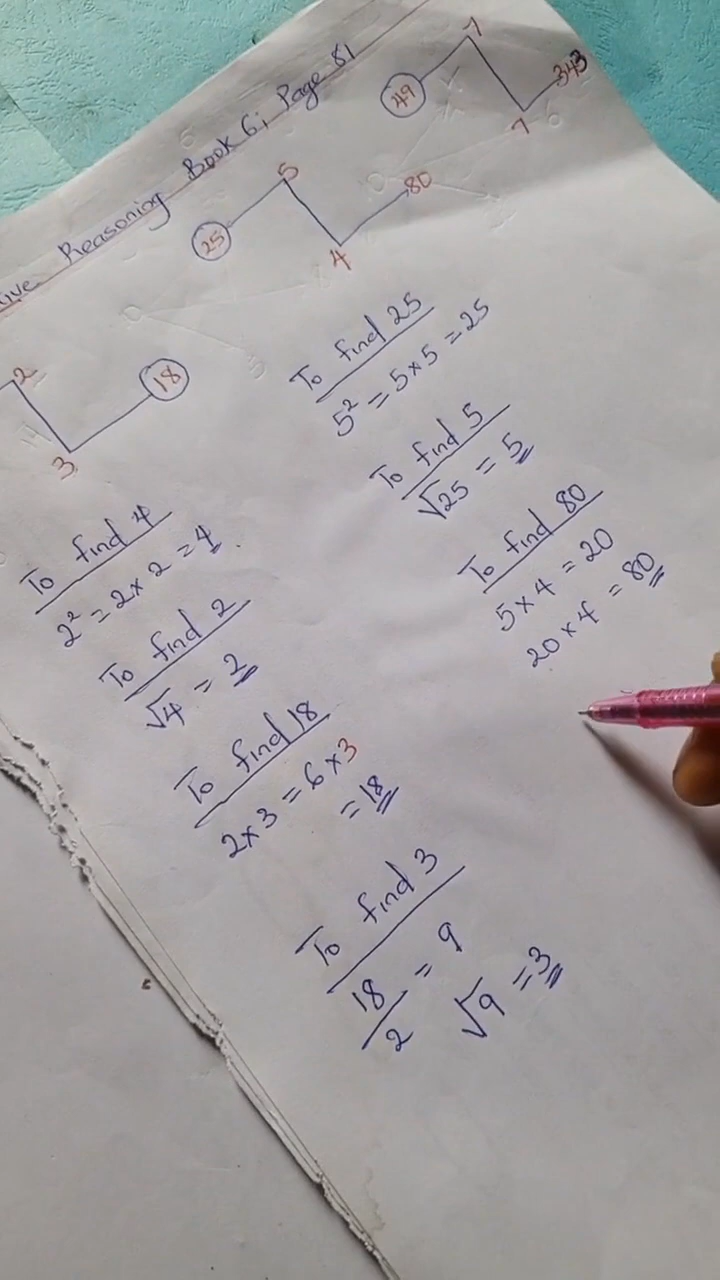 ive Reasoning Book 6; Page 81
49 7 7 343
25 5 4 80
2 3 18
To find 4
2² = 2 x 2 = 4
To find 2
√4 = 2
To find 18
2 x 3 = 6 x 3
= 18
To find 3
18/2 = 9
√9 = 3
To find 25
5² = 5 x 5 = 25
To find 5
√25 = 5
To find 80
5 x 4 = 20
20 x 4 = 80